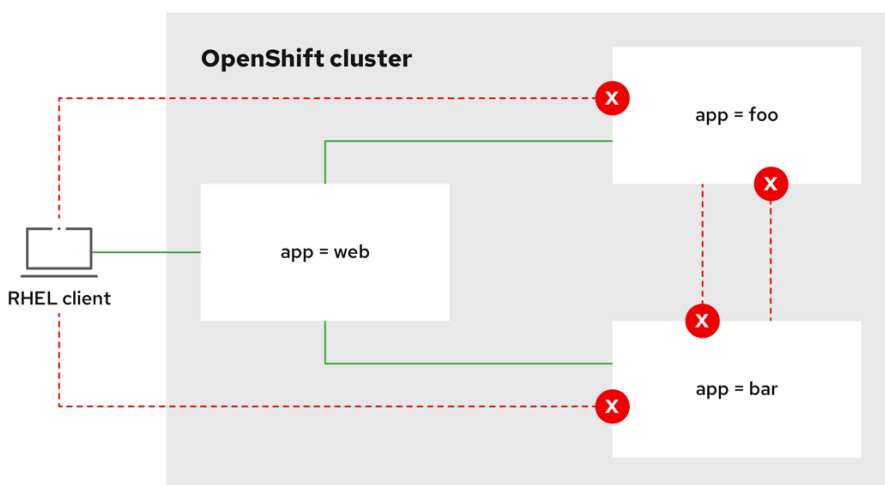 OpenShift cluster
X
app = foo
X
app = web
RHEL client
X
app = bar
X